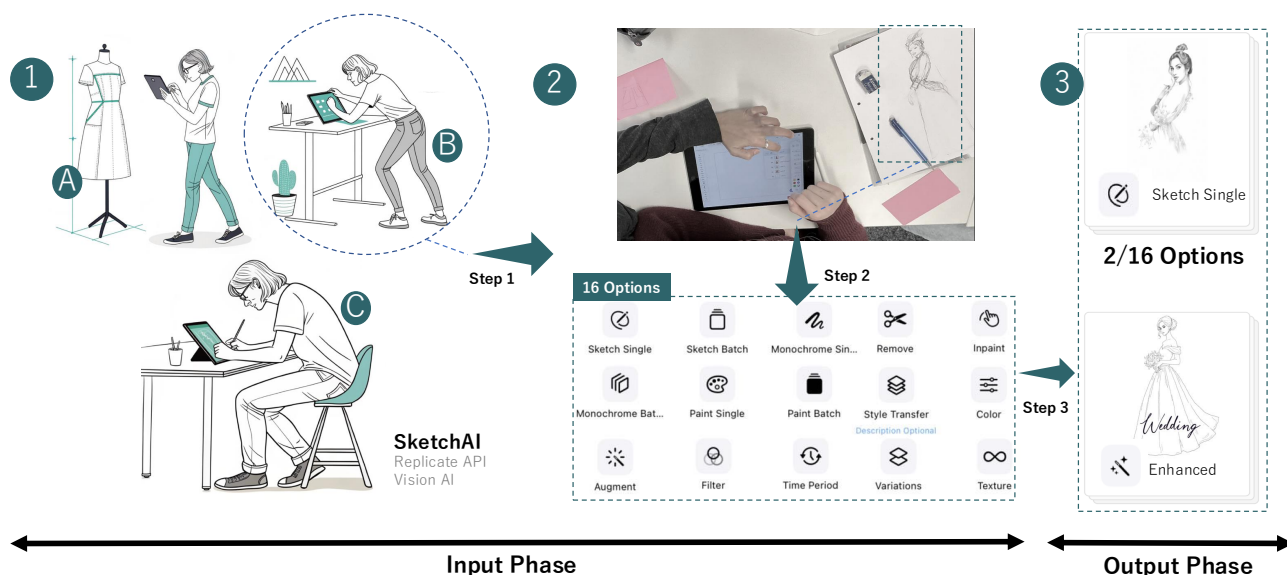 1
A
B
C
SketchAI
Replicate API
Vision AI
Step 1
2
Step 2
16 Options
Sketch Single
Sketch Batch
Monochrome Sin...
Remove
Inpaint
Monochrome Bat...
Paint Single
Paint Batch
Style Transfer
Description Optional
Color
Augment
Filter
Time Period
Variations
Texture
Step 3
3
Sketch Single
2/16 Options
Wedding
Enhanced
Input Phase
Output Phase